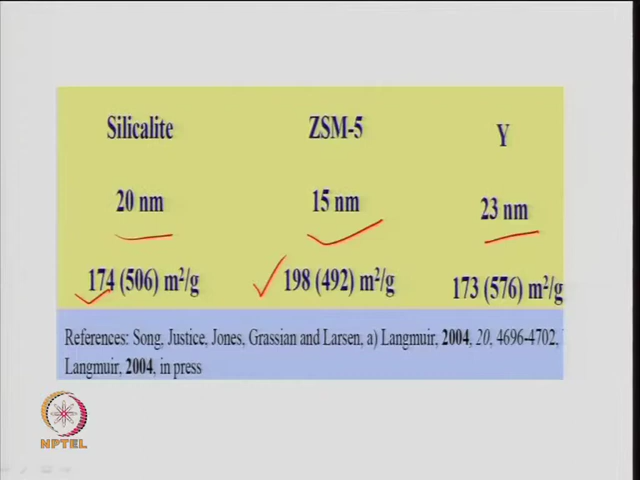 Silicalite ZSM-5 Y
20 nm 15 nm 23 nm
174 (506) m²/g 198 (492) m²/g 173 (576) m²/g
References: Song, Justice, Jones, Grassian and Larsen, a) Langmuir, 2004, 20, 4696-4702,
Langmuir, 2004, in press
NPTEL